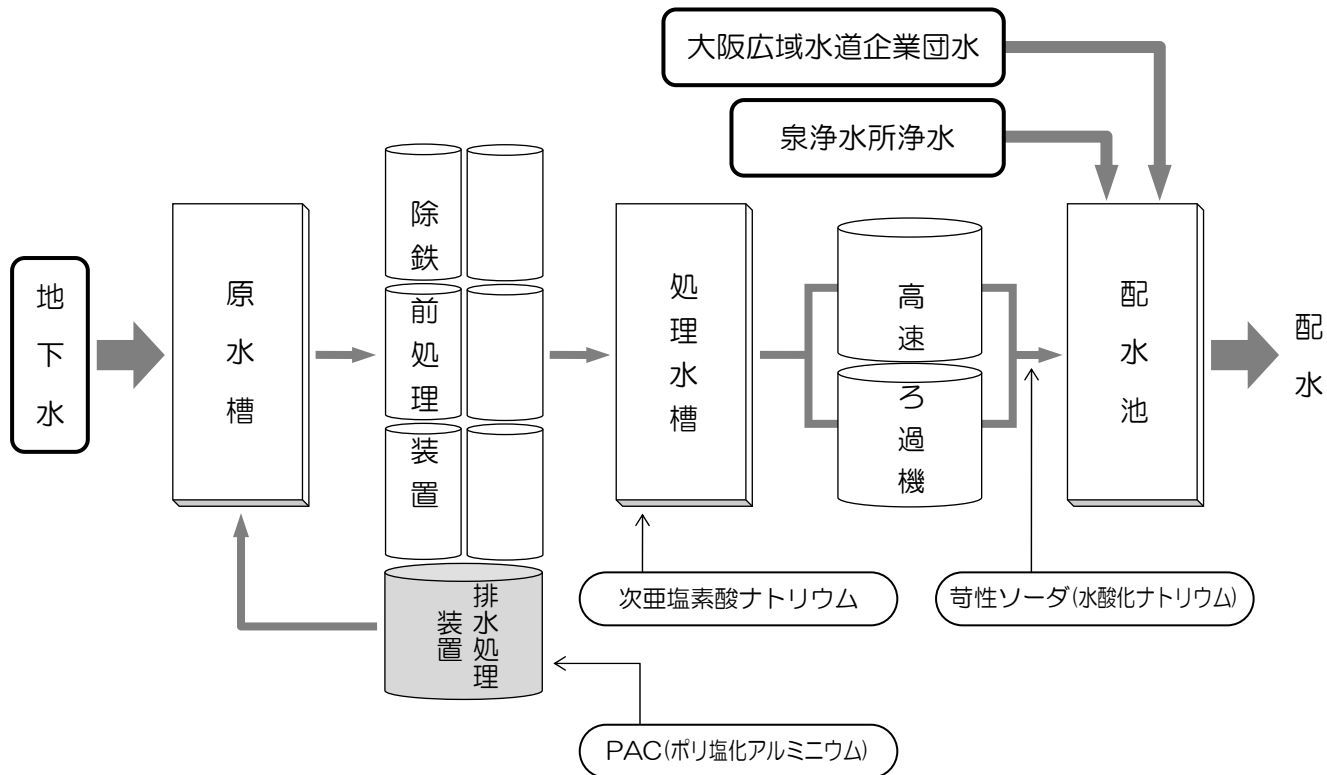 大阪広域水道企業団水
泉浄水所浄水
地下水
原水槽
除鉄前処理装置
処理水槽
高速ろ過機
配水池
配水
排水処理
装置
次亜塩素酸ナトリウム
苛性ソーダ(水酸化ナトリウム)
PAC(ポリ塩化アルミニウム)